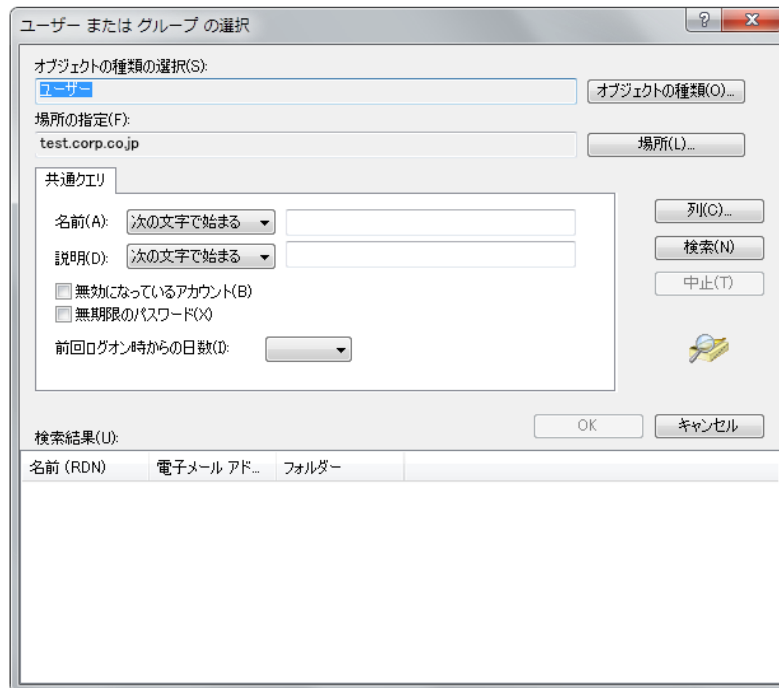 ユーザー または グループ の選択
オブジェクトの種類の選択(S):
ユーザー
オブジェクトの種類(O)...
場所の指定(F):
test.corp.co.jp
場所(L)...
共通クエリ
名前(A):
次の文字で始まる
列(C)...
説明(D):
次の文字で始まる
検索(N)
無効になっているアカウント(B)
中止(T)
無期限のパスワード(X)
前回ログオン時からの日数(I):
OK
キャンセル
検索結果(U):
名前 (RDN)
電子メール アド...
フォルダー